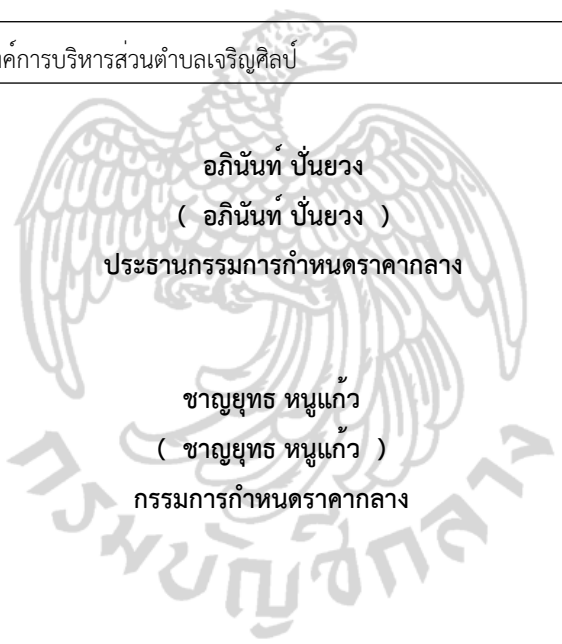 องค์การบริหารส่วนตำบลเจริญศิลป์
อภินันท์ ปั่นยวง
( อภินันท์ ปั่นยวง )
ประธานกรรมการกำหนดราคากลาง
ชาญยุทธ หนูแก้ว
( ชาญยุทธ หนูแก้ว )
กรรมการกำหนดราคากลาง
กรมบัญชีกลาง